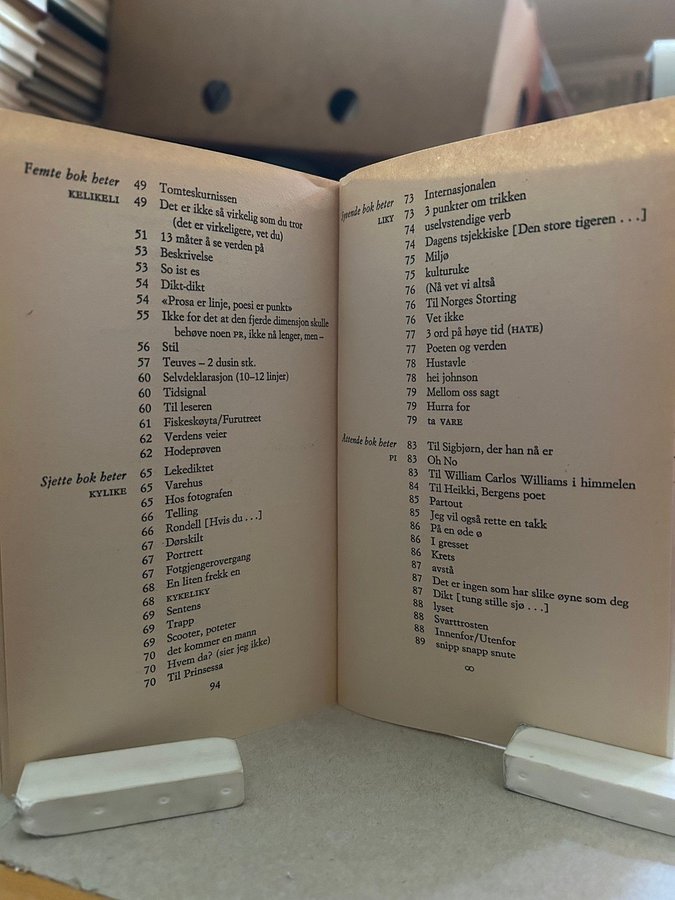 Femte bok heter
KELIKELI
49 Tomteskurnissen
49 Det er ikke så virkelig som du tror
(det er virkeligere, vet du)
51 13 måter å se verden på
53 Beskrivelse
53 So ist es
54 Dikt-dikt
54 «Prosa er linje, poesi er punkt»
55 Ikke for det at den fjerde dimensjon skulle
behøve noen PR, ikke nå lenger, men –
56 Stil
57 Teuves – 2 dusin stk.
60 Selvdeklarasjon (10–12 linjer)
60 Tidsignal
60 Til leseren
61 Fiskeskøyta/Furutreet
62 Verdens veier
62 Hodeprøven
Sjette bok heter
KYLIKE
65 Lekediktet
65 Varehus
65 Hos fotografen
66 Telling
66 Rondell [Hvis du . . .]
67 Dørskilt
67 Portrett
67 Fotgjengerovergang
68 En liten frekk en
68 KYKELIKY
69 Sentens
69 Trapp
69 Scooter, poteter
70 det kommer en mann
70 Hvem da? (sier jeg ikke)
70 Til Prinsessa
94
Syvende bok heter
LIKY
73 Internasjonalen
73 3 punkter om trikken
74 uselvstendige verb
74 Dagens tsjekkiske [Den store tigeren . . .]
75 Miljø
75 kulturuke
76 (Nå vet vi altså
76 Til Norges Storting
76 Vet ikke
77 3 ord på høye tid (HATE)
77 Poeten og verden
78 Hustavle
78 hei johnson
79 Mellom oss sagt
79 Hurra for
79 ta VARE
Attende bok heter
PI
83 Til Sigbjørn, der han nå er
83 Oh No
83 Til William Carlos Williams i himmelen
84 Til Heikki, Bergens poet
85 Partout
85 Jeg vil også rette en takk
86 På en øde ø
86 I gresset
86 Krets
87 avstå
87 Det er ingen som har slike øyne som deg
87 Dikt [tung stille sjø . . .]
88 lyset
88 Svarttrosten
88 Innenfor/Utenfor
89 snipp snapp snute
∞